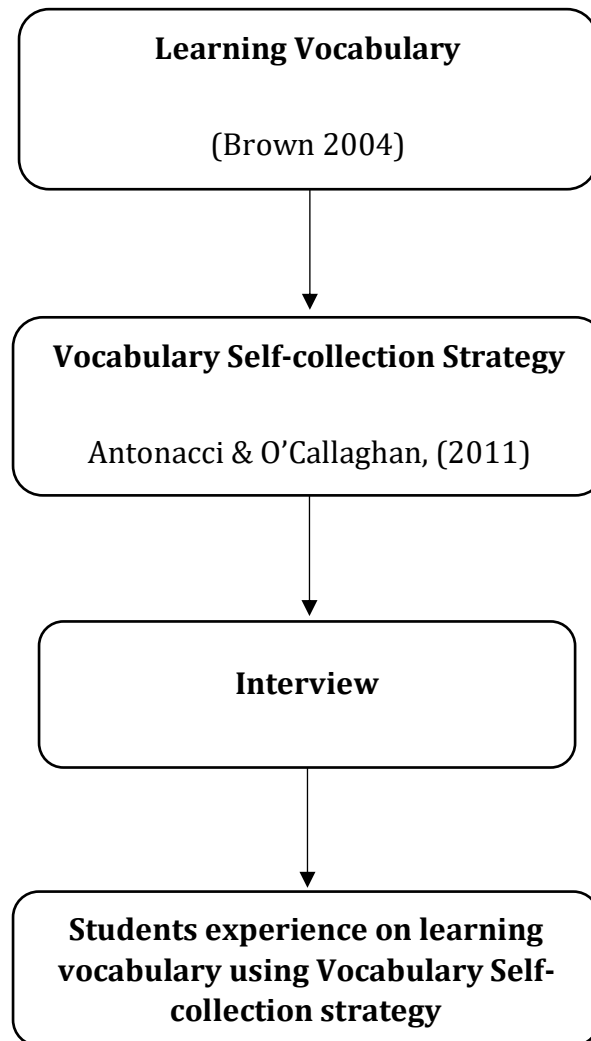 Learning Vocabulary
(Brown 2004)
Vocabulary Self-collection Strategy
Antonacci & O’Callaghan, (2011)
Interview
Students experience on learning
vocabulary using Vocabulary Self-
collection strategy